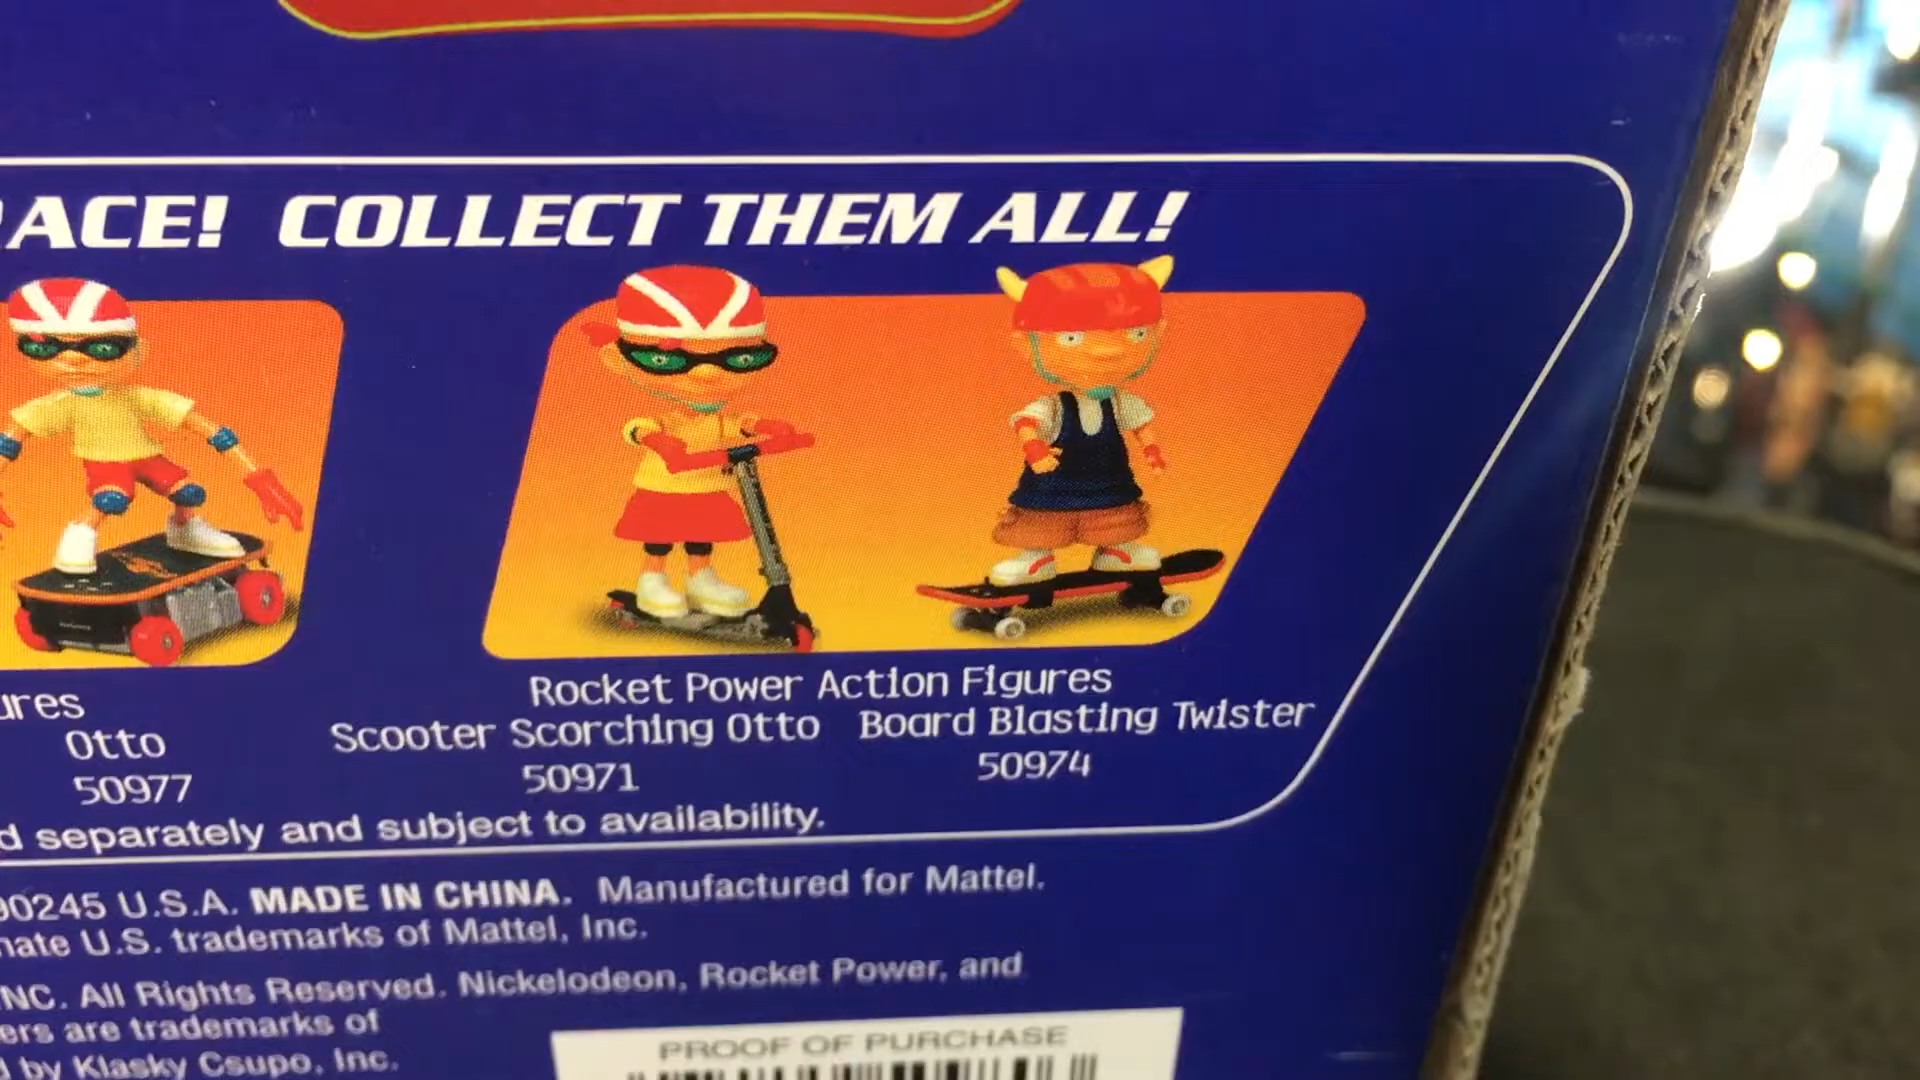 ACE! COLLECT THEM ALL!
ures
Otto
50977
Rocket Power Action Figures
Scooter Scorching Otto Board Blasting Twister
50971 50974
d separately and subject to availability.
90245 U.S.A. MADE IN CHINA. Manufactured for Mattel.
nate U.S. trademarks of Mattel, Inc.
NC. All Rights Reserved. Nickelodeon, Rocket Power, and
ers are trademarks of
d by Klasky Csupo, Inc.
PROOF OF PURCHASE